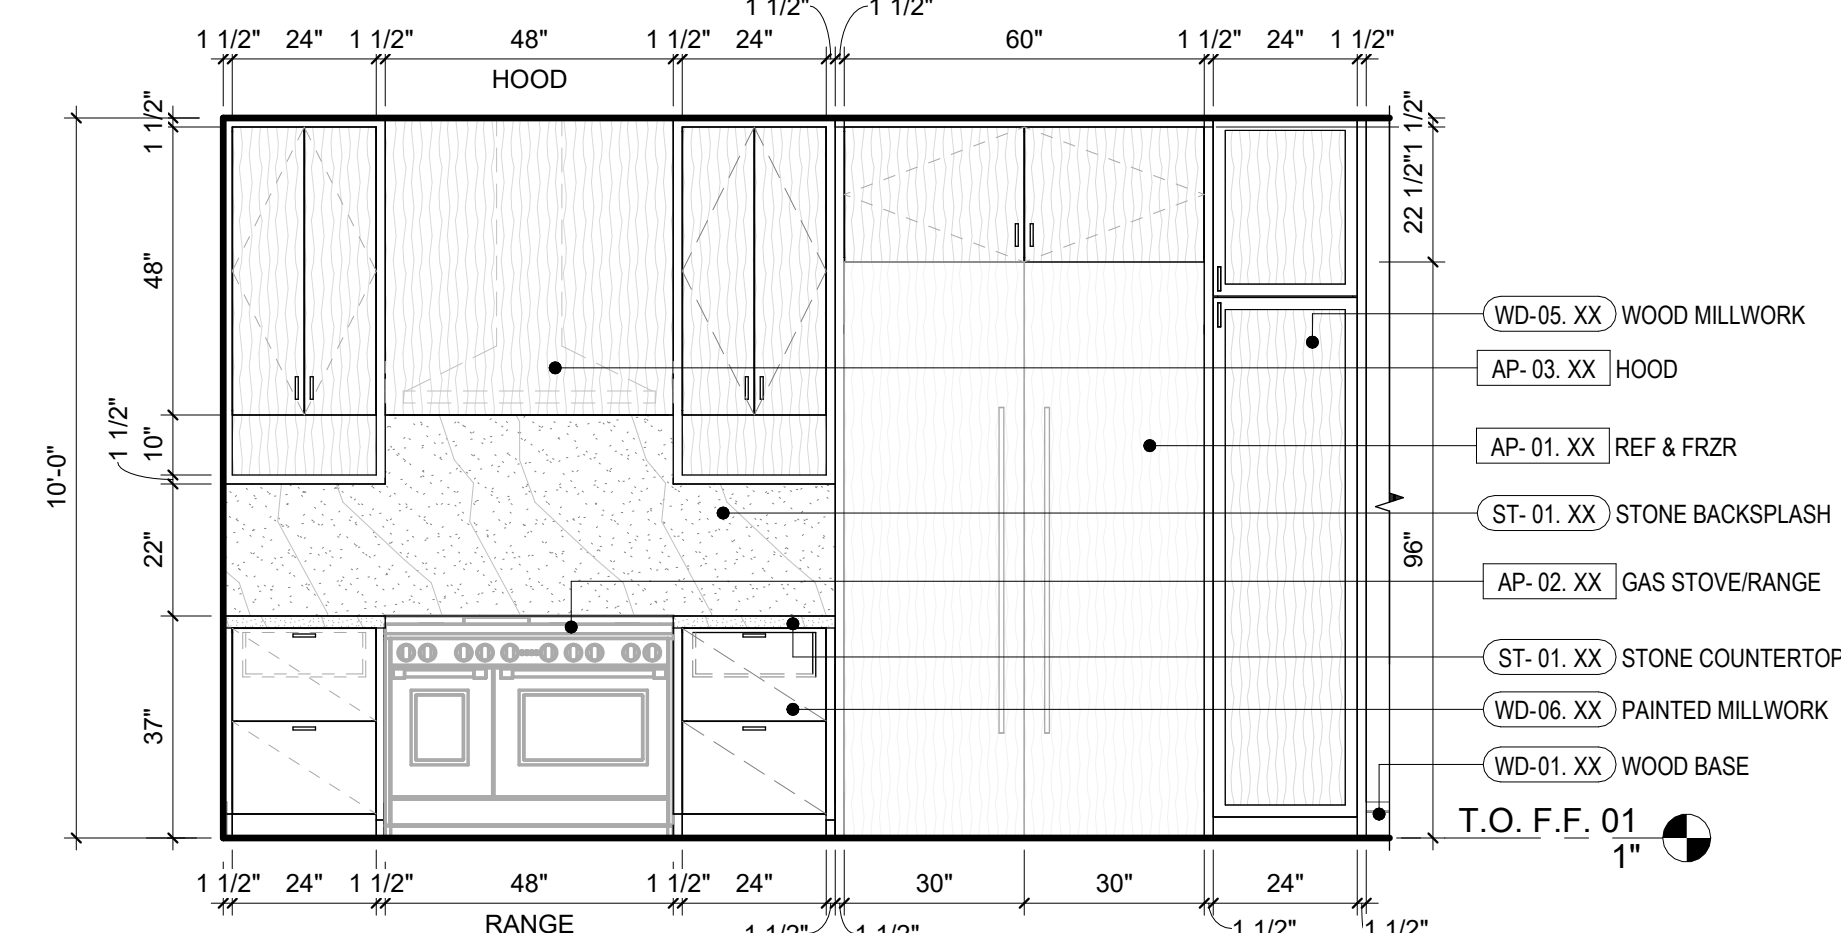 1 1/2" 1 1/2"
1 1/2" 24" 1 1/2" 48" 1 1/2" 24" 60" 1 1/2" 24" 1 1/2"
HOOD
1 1/2"
48"
1 1/2"
10"
10'-0"
22"
37"
1 1/2"
22 1/2"
96"
WD-05. XX WOOD MILLWORK
AP- 03. XX HOOD
AP- 01. XX REF & FRZR
ST- 01. XX STONE BACKSPLASH
AP- 02. XX GAS STOVE/RANGE
ST- 01. XX STONE COUNTERTOP
WD-06. XX PAINTED MILLWORK
WD-01. XX WOOD BASE
T.O. F.F. 01
1"
1 1/2" 24" 1 1/2" 48" 1 1/2" 24" 30" 30" 24"
RANGE
1 1/2" 1 1/2" 1 1/2" 1 1/2"